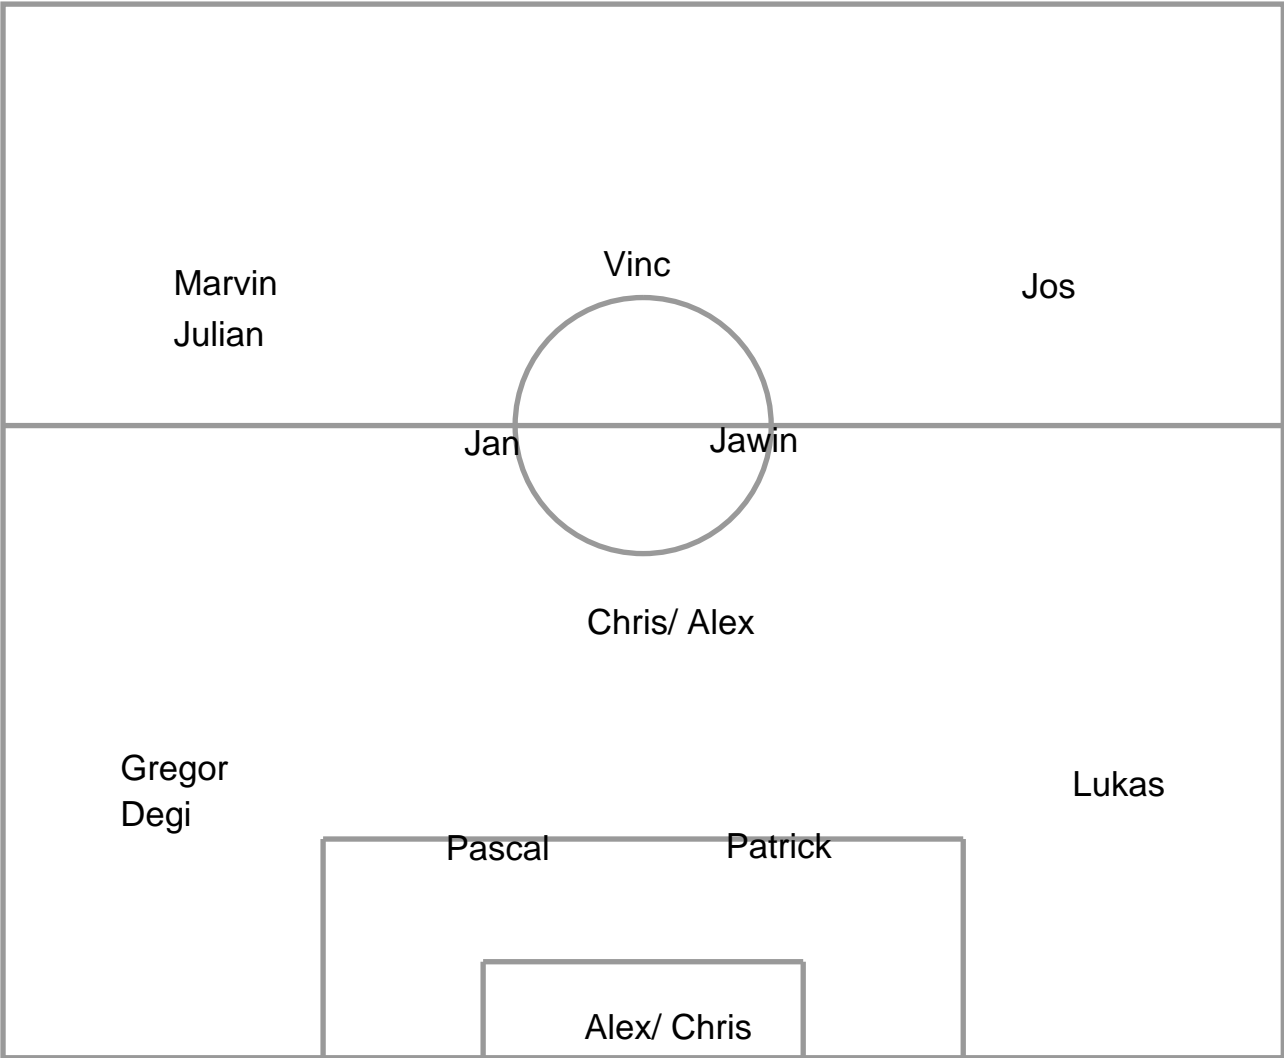 Vinc
Marvin
Jos
Julian
Jan
Jawin
Chris/ Alex
Gregor
Lukas
Degi
Pascal
Patrick
Alex/ Chris